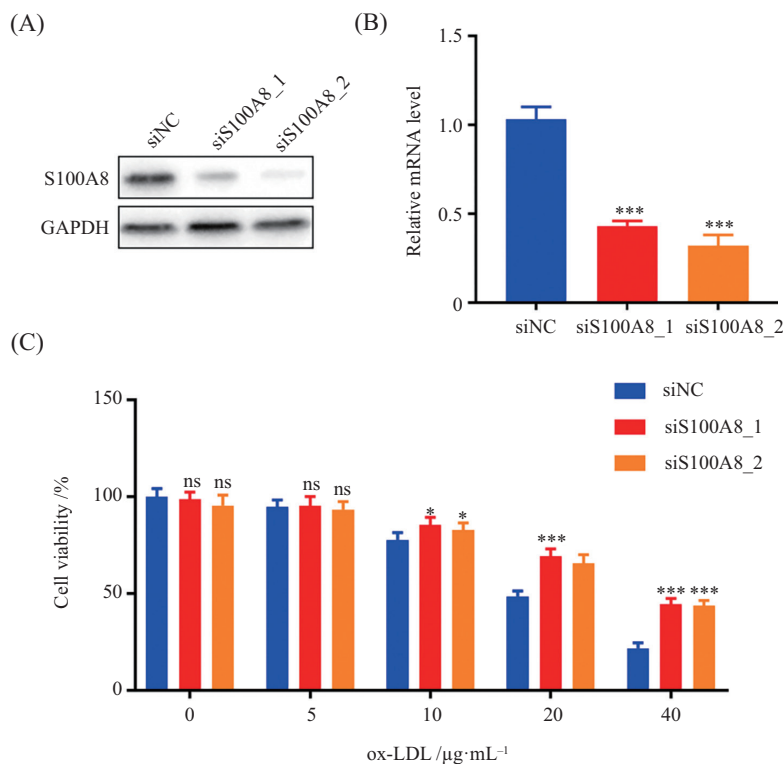 (A)
siNC
siS100A8_1
siS100A8_2
S100A8
GAPDH
(B)
Relative mRNA level
1.5
1.0
0.5
0
***
***
siNC
siS100A8_1
siS100A8_2
(C)
Cell viability /%
150
100
50
0
siNC
siS100A8_1
siS100A8_2
ns ns
ns ns
* *
***
*** ***
0 5 10 20 40
ox-LDL /μg·mL⁻¹